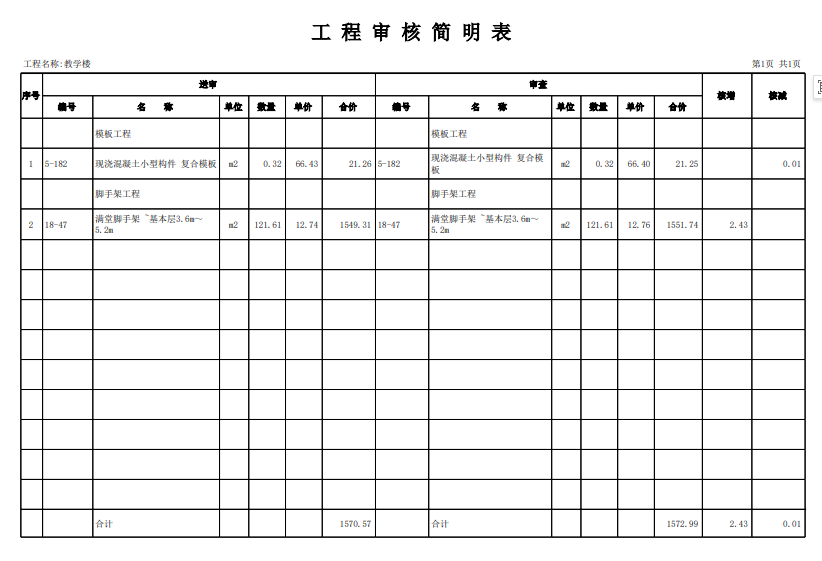 工程审核简明表
工程名称:教学楼 第1页 共1页
序号 送审 审查 核增 核减
编号 名 称 单位 数量 单价 合价 编号 名 称 单位 数量 单价 合价
模板工程 模板工程
1 5-182 现浇混凝土小型构件 复合模板 m2 0.32 66.43 21.26 5-182 现浇混凝土小型构件 复合模板 m2 0.32 66.40 21.25 0.01
脚手架工程 脚手架工程
2 18-47 满堂脚手架 ~基本层3.6m～5.2m m2 121.61 12.74 1549.31 18-47 满堂脚手架 ~基本层3.6m～5.2m m2 121.61 12.76 1551.74 2.43
合计 1570.57 合计 1572.99 2.43 0.01